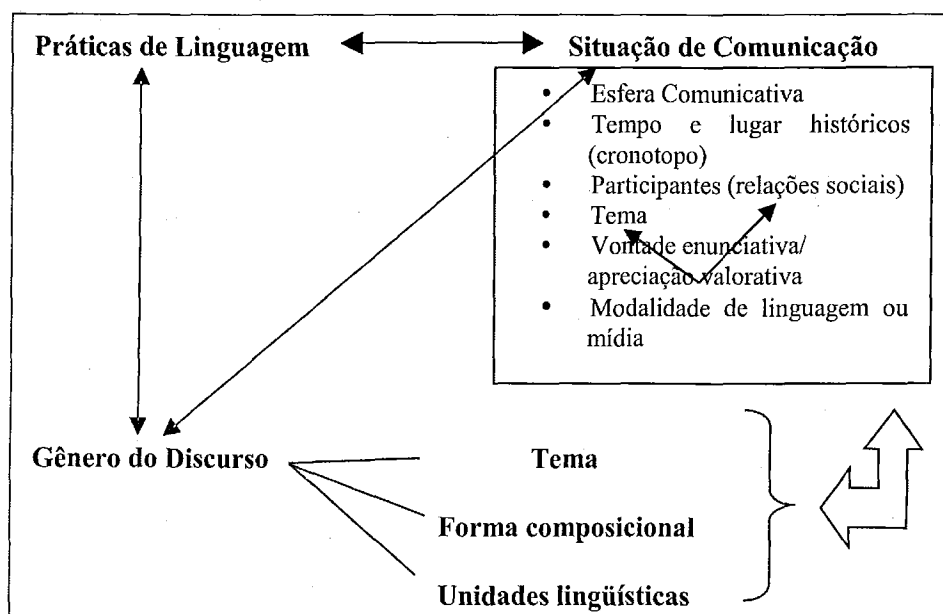 Práticas de Linguagem
Situação de Comunicação
• Esfera Comunicativa
• Tempo e lugar históricos
(cronotopo)
• Participantes (relações sociais)
• Tema
• Vontade enunciativa/
apreciação valorativa
• Modalidade de linguagem ou
mídia
Gênero do Discurso
Tema
Forma composicional
Unidades lingüísticas